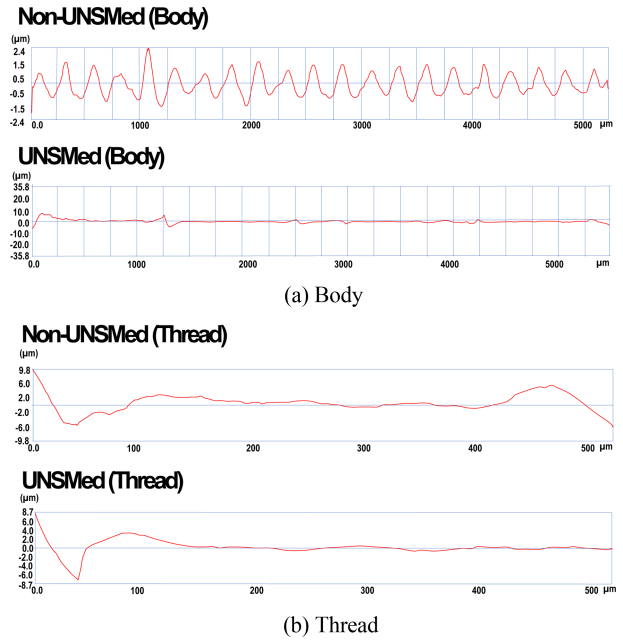 Non-UNSMed (Body)
(μm)
2.4
1.5
0.5
-0.5
-1.5
-2.4
0.0 1000 2000 3000 4000 5000 μm
UNSMed (Body)
(μm)
35.8
20.0
10.0
0.0
-10.0
-20.0
-35.8
0.0 1000 2000 3000 4000 5000 μm
(a) Body
Non-UNSMed (Thread)
(μm)
9.8
6.0
2.0
-2.0
-6.0
-9.8
0.0 100 200 300 400 500 μm
UNSMed (Thread)
(μm)
8.7
6.0
4.0
2.0
0.0
-2.0
-4.0
-6.0
-8.7
0.0 100 200 300 400 500 μm
(b) Thread